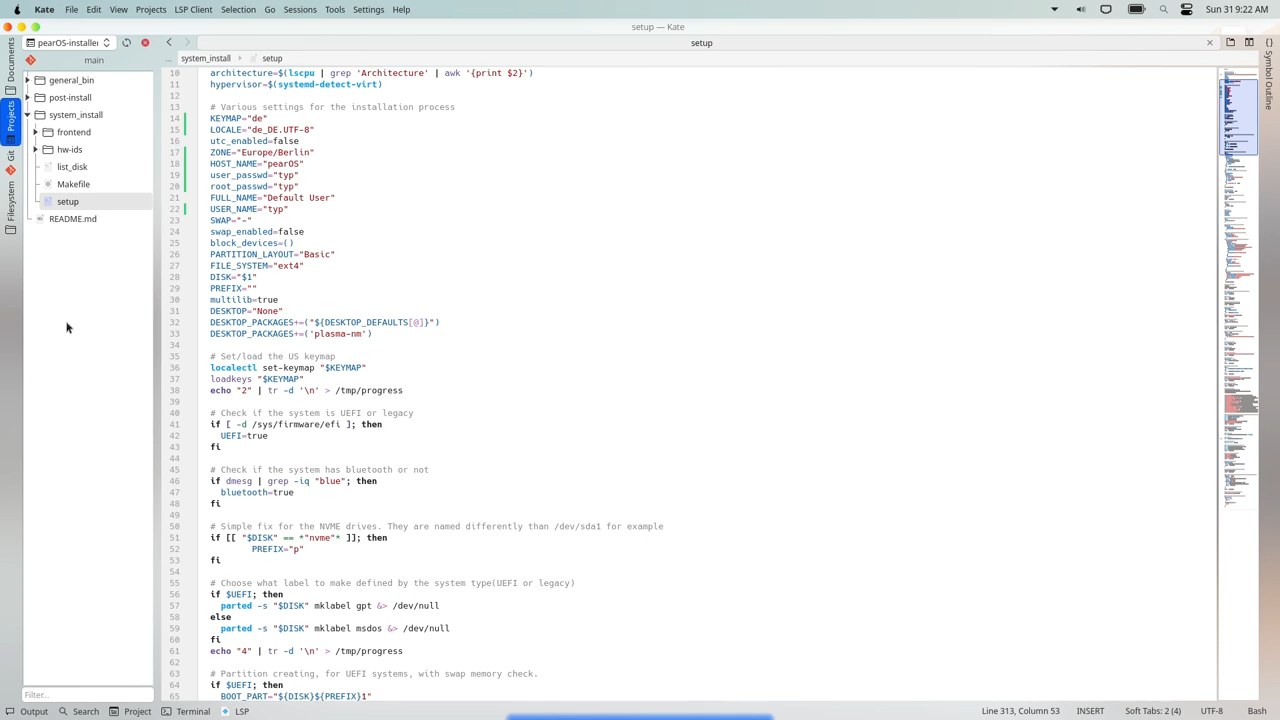 Kate File Edit View Projects LSP Client Selection Go Sessions Tools Settings Help Sun 31 9:22 AM
setup — Kate
pearOS-installer setup
main ... system_install setup
Documents
Projects
Git
Filesystem
Symbol Outline
general_bin
post-install
system_install
frontend
hw-ids
list_disk
Makefile
setup
README.md
Filter...
10 architecture=$(lscpu | grep 'Architecture' | awk '{print $2}')
11 hypervisor=$(systemd-detect-virt)
12
13 # Various settings for the installation process
14 KEYMAP="de"
15 LOCALE="de_DE.UTF-8"
16 utc_enabled=false
17 ZONE="Europe/Berlin"
18 HOST_NAME="pearOS"
19 user_passwd="typ"
20 root_passwd="typ"
21 FULL_NAME="Default User"
22 USER_NAME="typ"
23 SWAP="-"
24 swap_enabled=false
25 block_devices=()
26 PARTITION_LAYOUT="Basic"
27 FILE_SYSTEM="ext4"
28 DISK="$1"
29 PREFIX=""
30 multilib=true
31 DESKTOP="None"
32 DESKTOP_PACKAGES+=("${DESKTOP_DEFAULTS[@]}")
33 DESKTOP_PACKAGES+=('plasma-nm')
34
35 # Set/load the US keymap
36 localectl set-keymap "$KEYMAP"
37 loadkeys "$KEYMAP"
38 echo "2" | tr -d '\n' > /tmp/progress
39
40 # Check if the system is UEFI or legacy
41 if [ -d /sys/firmware/efi ]; then
42 UEFI=true
43 fi
44
45 # Check if the system has bluetooth or not
46 if dmesg | grep -iq "blue"; then
47 bluetooth=true
48 fi
49
50 # Simple fix for the NVME drives. They are named differently than /dev/sda1 for example
51 if [[ "$DISK" == *"nvme"* ]]; then
52 PREFIX="p"
53 fi
54
55 # Choose what label to make defined by the system type(UEFI or legacy)
56 if $UEFI; then
57 parted -s "$DISK" mklabel gpt &> /dev/null
58 else
59 parted -s "$DISK" mklabel msdos &> /dev/null
60 fi
61 echo "4" | tr -d '\n' > /tmp/progress
62
63 # Partition creating, for UEFI systems, with swap memory check.
64 if $UEFI; then
65 BOOT_PART="${DISK}${PREFIX}1"
Output Search Project Terminal LSP Line 313, Column 53 INSERT Soft Tabs: 2 (4) UTF-8 Bash